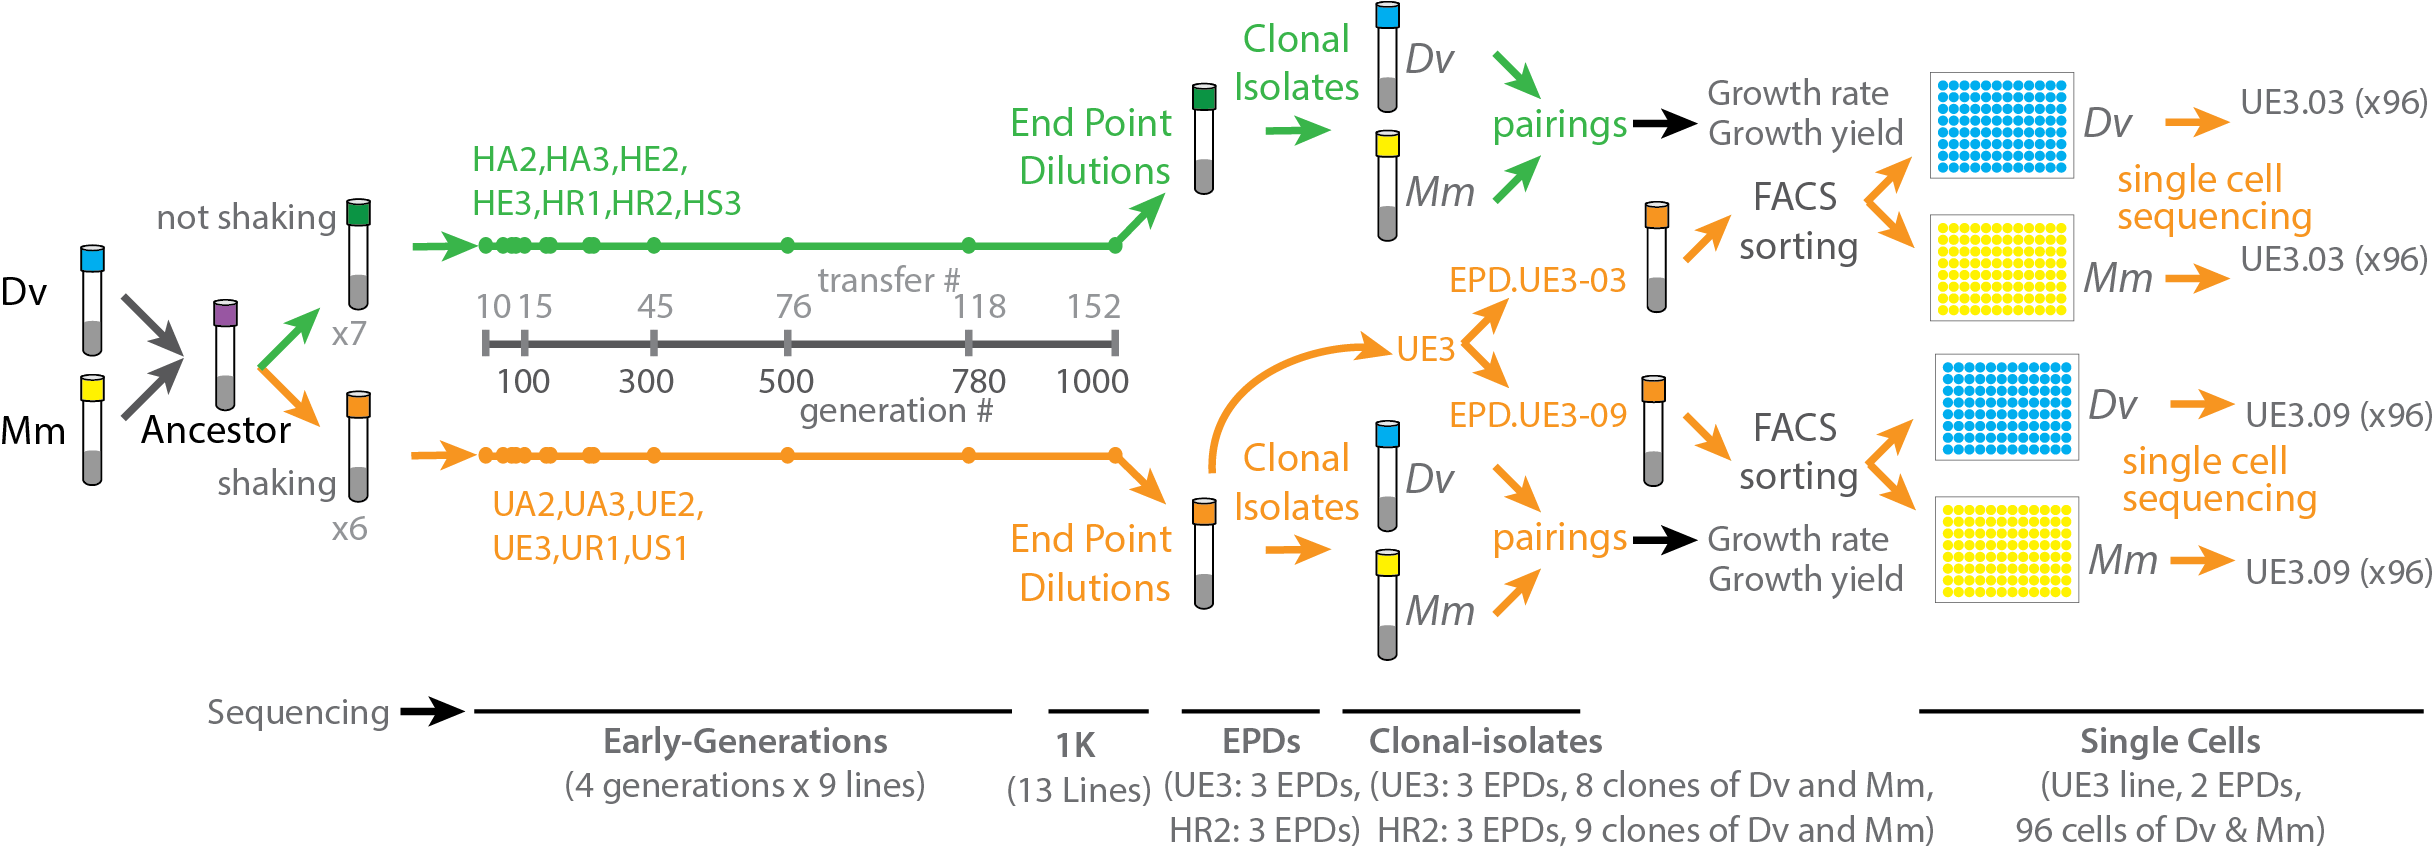 Dv
Mm
Ancestor
not shaking
x7
shaking
x6
HA2,HA3,HE2,
HE3,HR1,HR2,HS3
transfer #
10 15 45 76 118 152
100 300 500 780 1000
generation #
UA2,UA3,UE2,
UE3,UR1,US1
End Point
Dilutions
End Point
Dilutions
Clonal
Isolates
Dv
Mm
pairings
Growth rate
Growth yield
UE3
EPD.UE3-03
EPD.UE3-09
Clonal
Isolates
Dv
Mm
pairings
Growth rate
Growth yield
FACS
sorting
Dv
UE3.03 (x96)
single cell
sequencing
Mm
UE3.03 (x96)
FACS
sorting
Dv
UE3.09 (x96)
single cell
sequencing
Mm
UE3.09 (x96)
Sequencing
Early-Generations
(4 generations x 9 lines)
1K
(13 Lines)
EPDs
(UE3: 3 EPDs,
HR2: 3 EPDs)
Clonal-isolates
(UE3: 3 EPDs, 8 clones of Dv and Mm,
HR2: 3 EPDs, 9 clones of Dv and Mm)
Single Cells
(UE3 line, 2 EPDs,
96 cells of Dv & Mm)